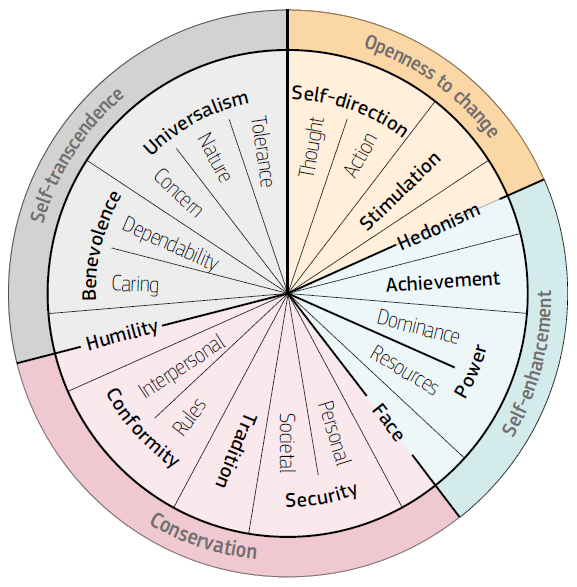 Openness to change
Self-direction
Thought
Action
Stimulation
Hedonism
Self-enhancement
Achievement
Dominance
Resources
Power
Face
Conservation
Security
Personal
Societal
Tradition
Conformity
Rules
Interpersonal
Humility
Self-transcendence
Benevolence
Caring
Dependability
Universalism
Concern
Nature
Tolerance